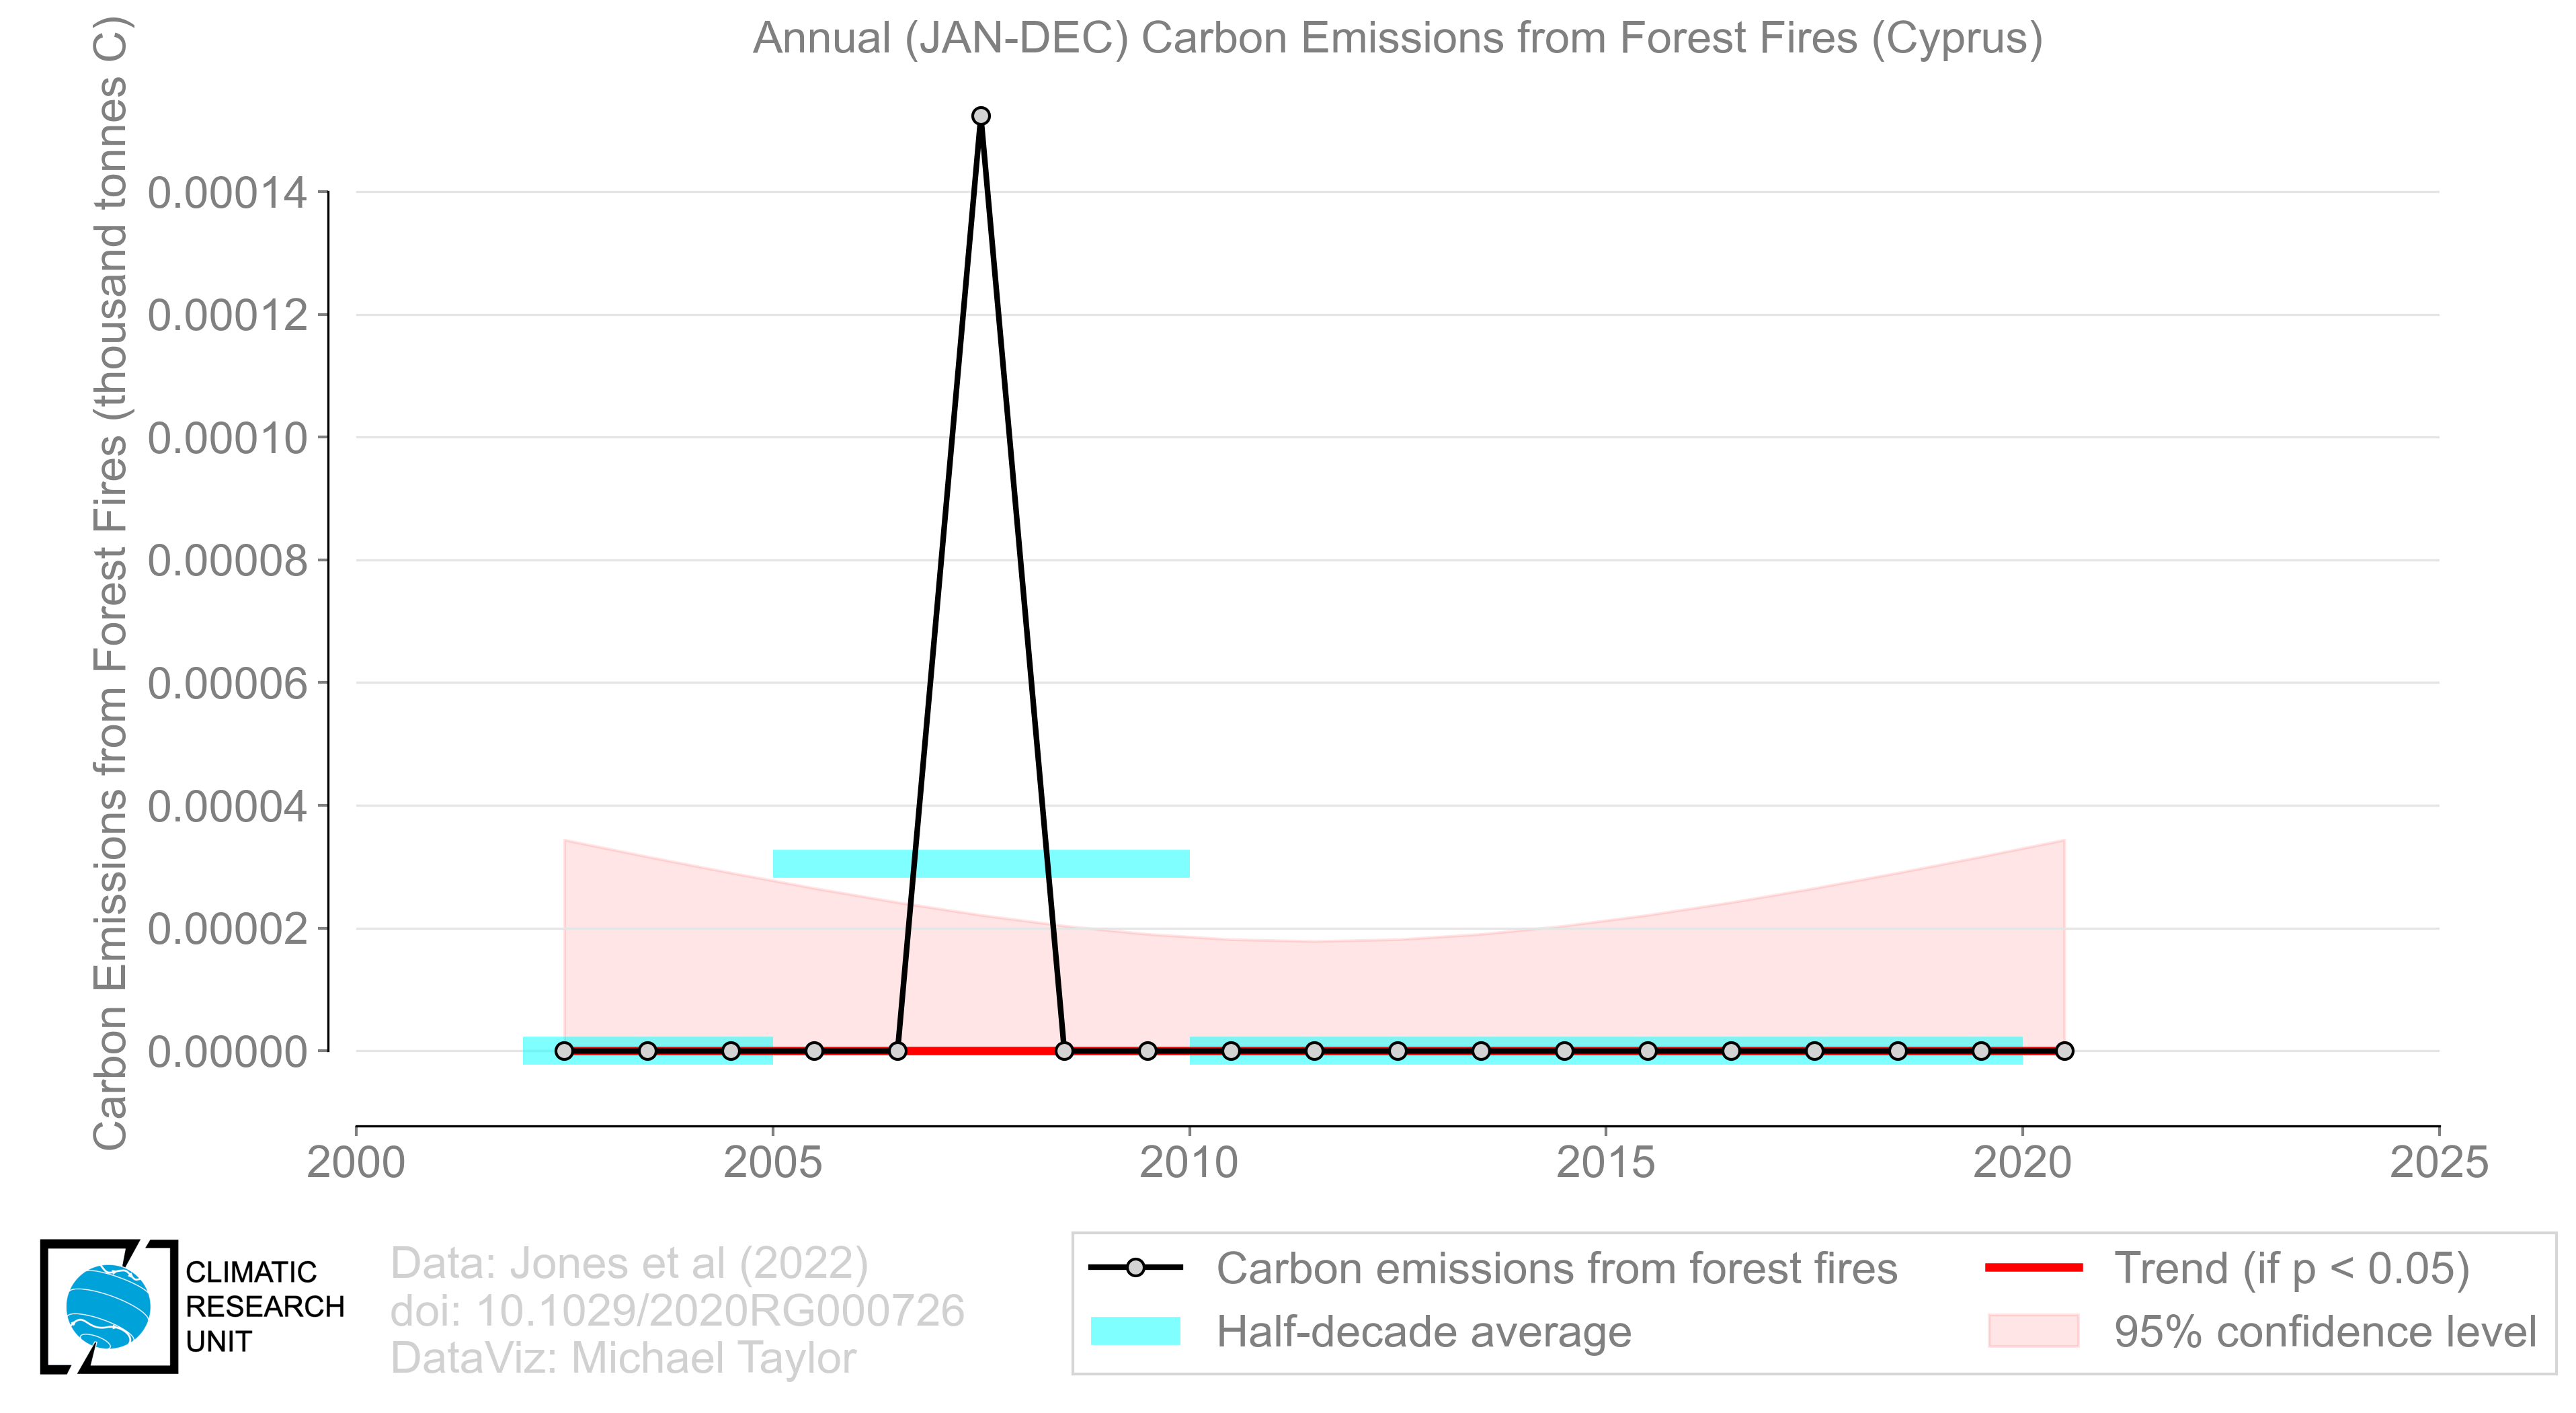 Annual (JAN-DEC) Carbon Emissions from Forest Fires (Cyprus)
Carbon Emissions from Forest Fires (thousand tonnes C)
0.00014
0.00012
0.00010
0.00008
0.00006
0.00004
0.00002
0.00000
2000
2005
2010
2015
2020
2025
CLIMATIC
RESEARCH
UNIT
Data: Jones et al (2022)
doi: 10.1029/2020RG000726
DataViz: Michael Taylor
Carbon emissions from forest fires
Half-decade average
Trend (if p < 0.05)
95% confidence level